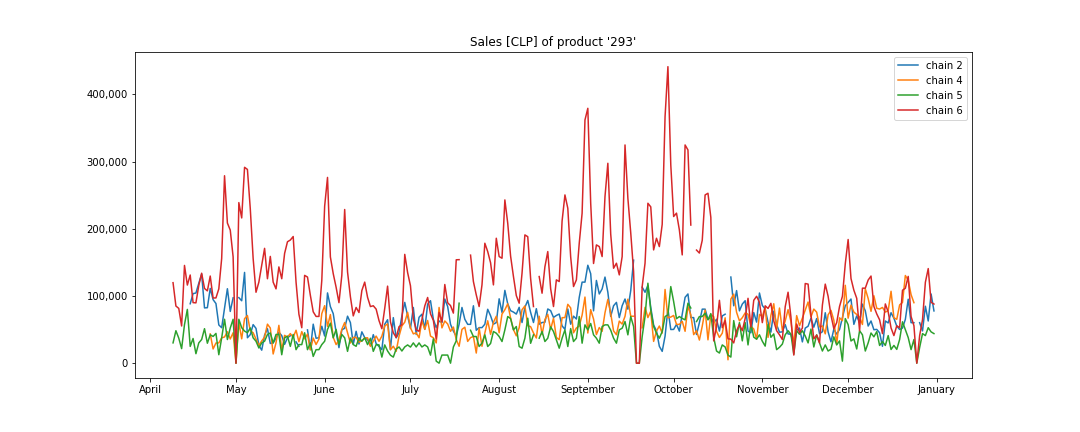 Sales [CLP] of product '293'
chain 2
chain 4
chain 5
chain 6
400,000
300,000
200,000
100,000
0
April May June July August September October November December January